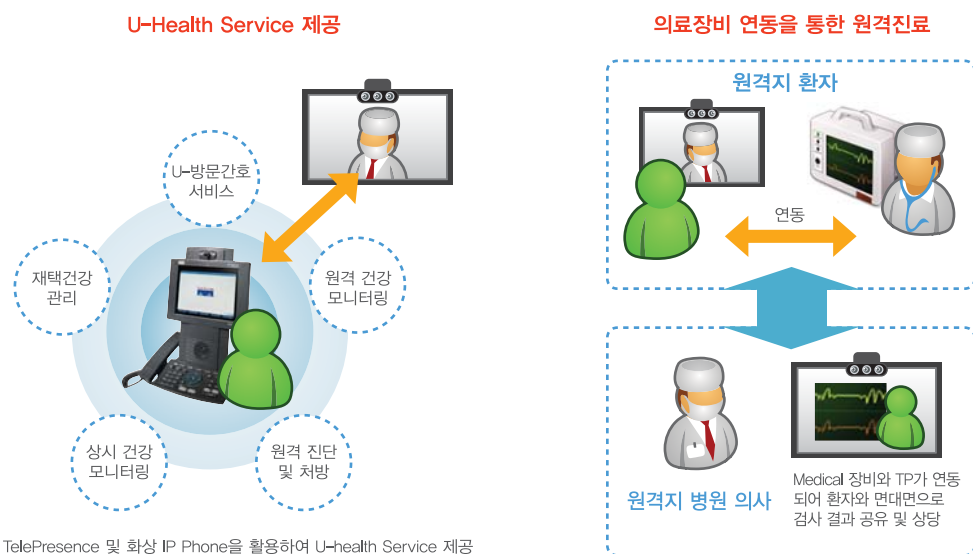 U-Health Service 제공
U-방문간호
서비스
재택건강
관리
원격 건강
모니터링
상시 건강
모니터링
원격 진단
및 처방
TelePresence 및 화상 IP Phone을 활용하여 U-health Service 제공
의료장비 연동을 통한 원격진료
원격지 환자
연동
원격지 병원 의사
Medical 장비와 TP가 연동
되어 환자와 면대면으로
검사 결과 공유 및 상담